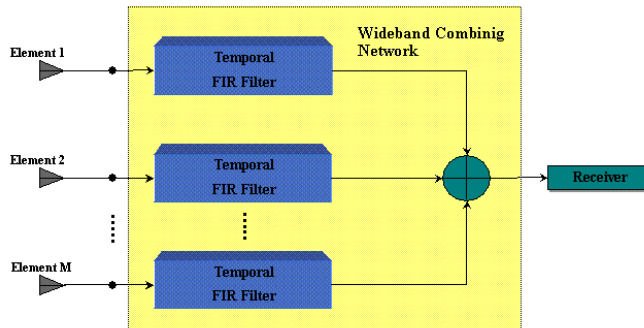 Wideband Combinig
Network
Element 1
Temporal
FIR Filter
Element 2
Temporal
FIR Filter
Receiver
Element M
Temporal
FIR Filter